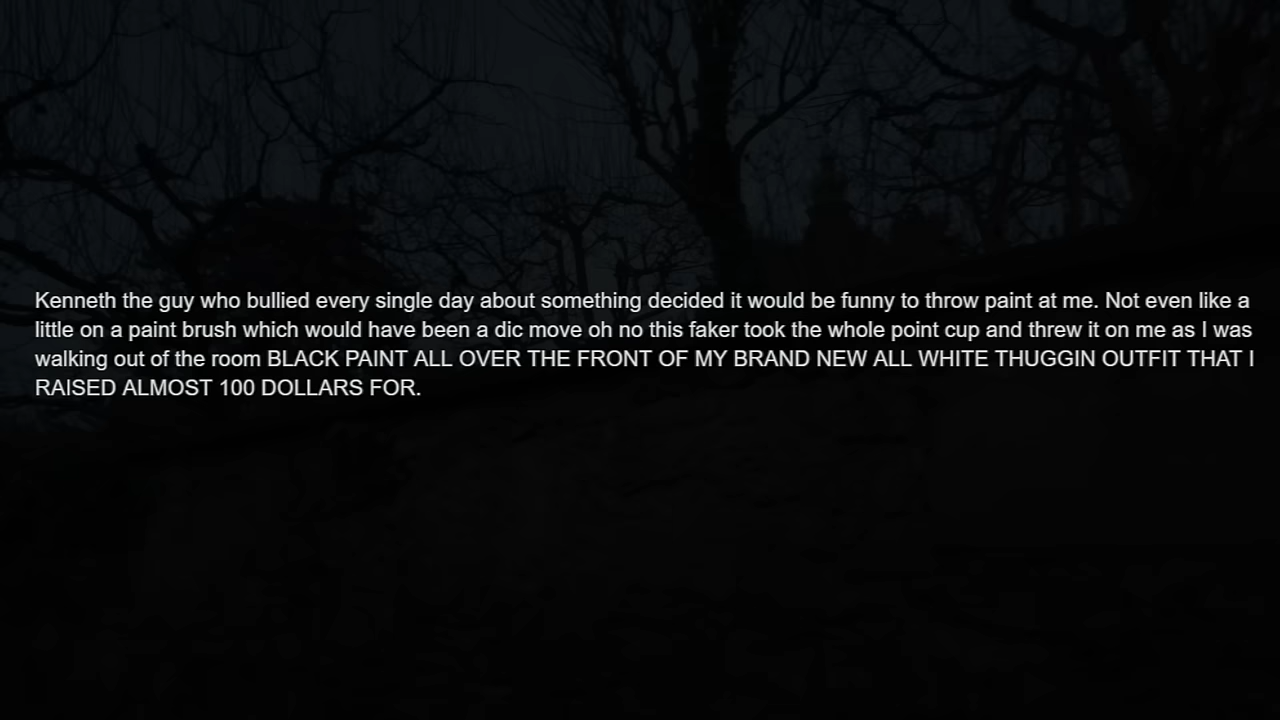 Kenneth the guy who bullied every single day about something decided it would be funny to throw paint at me. Not even like a
little on a paint brush which would have been a dic move oh no this faker took the whole point cup and threw it on me as I was
walking out of the room BLACK PAINT ALL OVER THE FRONT OF MY BRAND NEW ALL WHITE THUGGIN OUTFIT THAT I
RAISED ALMOST 100 DOLLARS FOR.